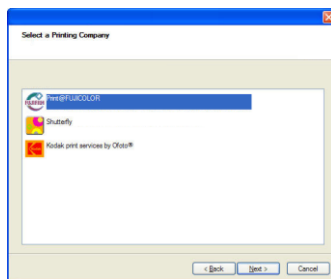 Select a Printing Company
Print@FUJICOLOR
Shutterfly
Kodak print services by Ofoto®
< Back
Next >
Cancel